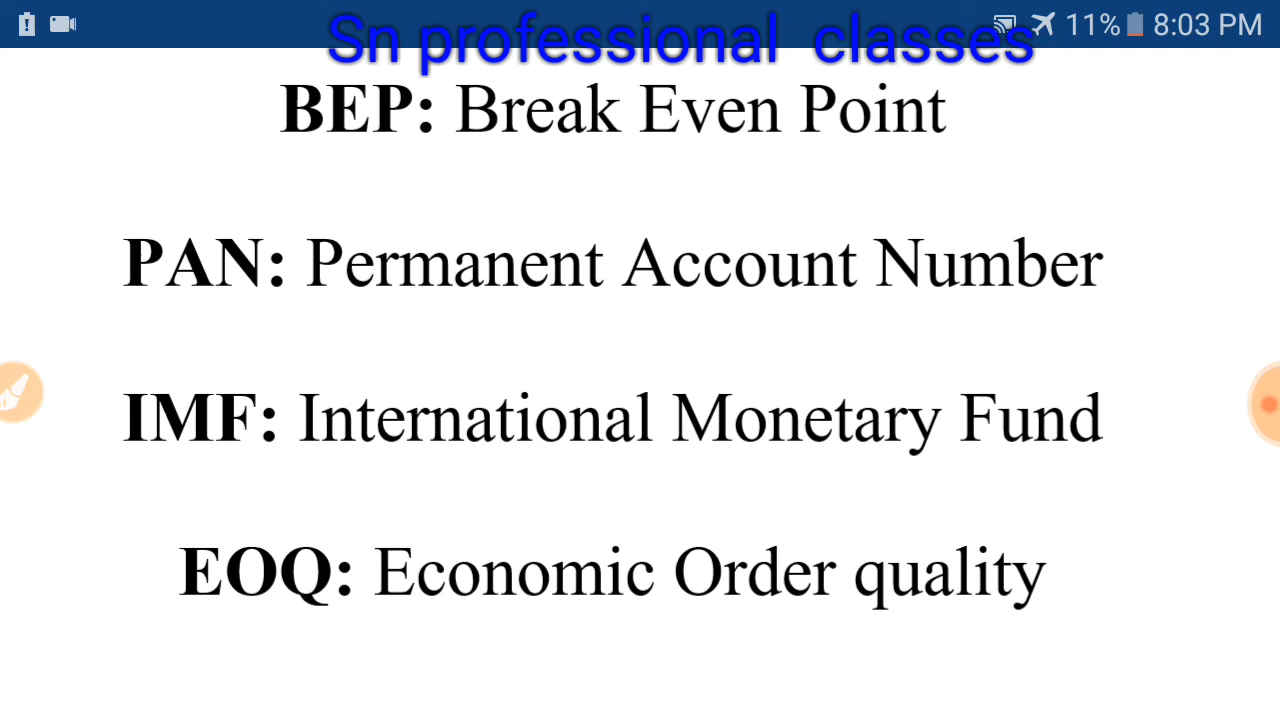 Sn professional classes
11% 8:03 PM
BEP: Break Even Point
PAN: Permanent Account Number
IMF: International Monetary Fund
EOQ: Economic Order quality